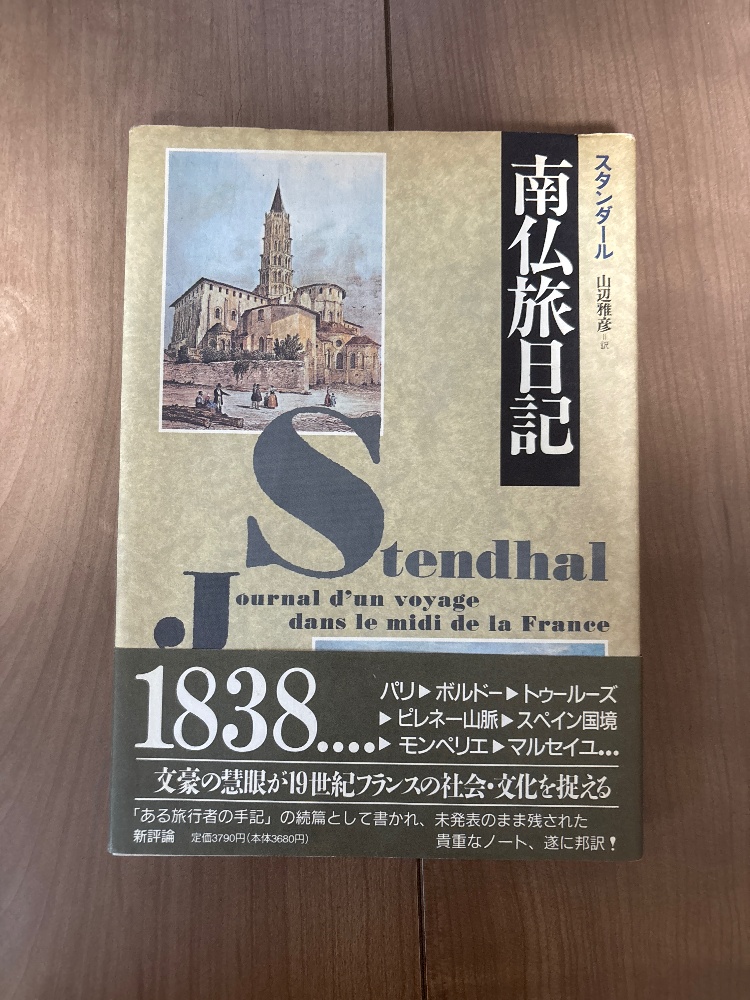 スタンダール
山辺雅彦=訳
南仏旅日記
Stendhal
Journal d'un voyage
dans le midi de la France
1838....
パリ▶ボルドー▶トゥールーズ
▶ピレネー山脈▶スペイン国境
▶モンペリエ▶マルセイユ...
文豪の慧眼が19世紀フランスの社会・文化を捉える
「ある旅行者の手記」の続篇として書かれ、未発表のまま残された
貴重なノート、遂に邦訳!
新評論 定価3790円(本体3680円)